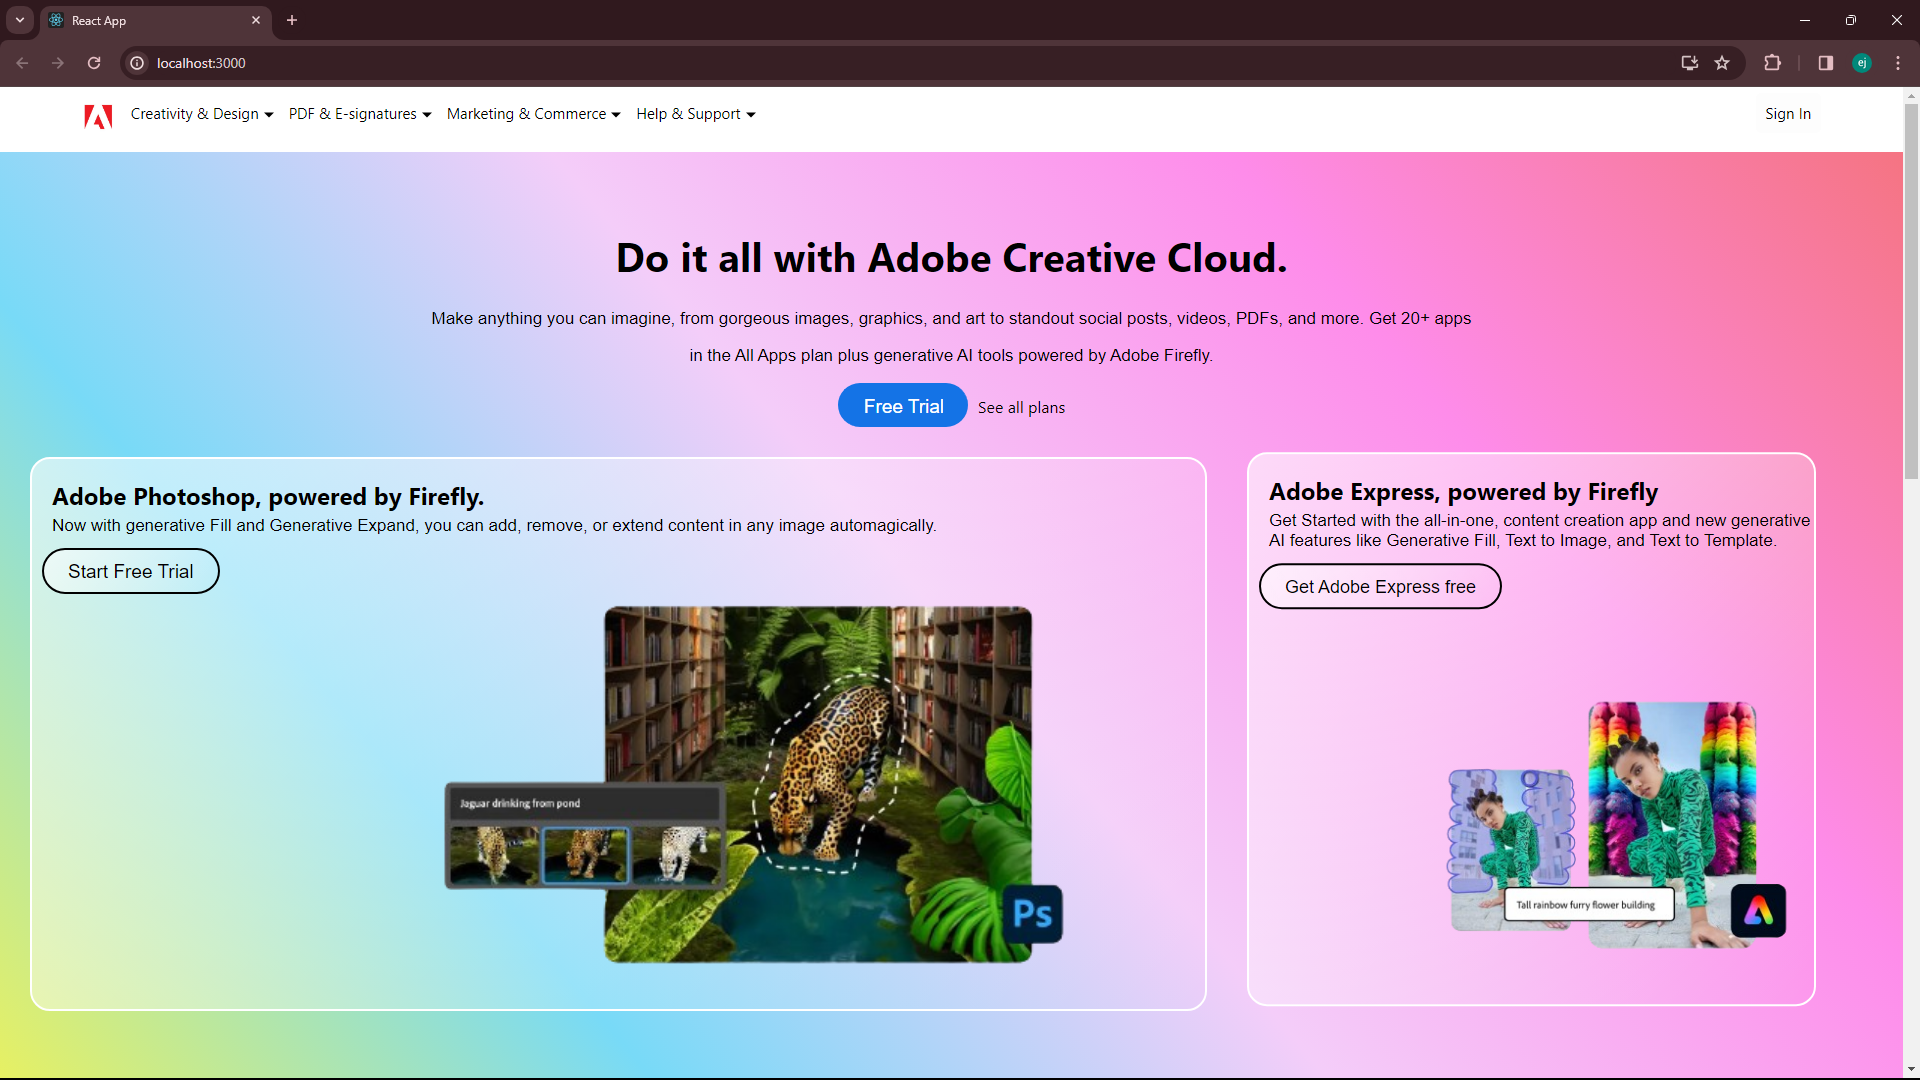 React App
localhost:3000
ej
Creativity & Design
PDF & E-signatures
Marketing & Commerce
Help & Support
Sign In
Do it all with Adobe Creative Cloud.
Make anything you can imagine, from gorgeous images, graphics, and art to standout social posts, videos, PDFs, and more. Get 20+ apps
in the All Apps plan plus generative AI tools powered by Adobe Firefly.
Free Trial
See all plans
Adobe Photoshop, powered by Firefly.
Now with generative Fill and Generative Expand, you can add, remove, or extend content in any image automagically.
Start Free Trial
Jaguar drinking from pond
Ps
Adobe Express, powered by Firefly
Get Started with the all-in-one, content creation app and new generative
AI features like Generative Fill, Text to Image, and Text to Template.
Get Adobe Express free
Tall rainbow furry flower building